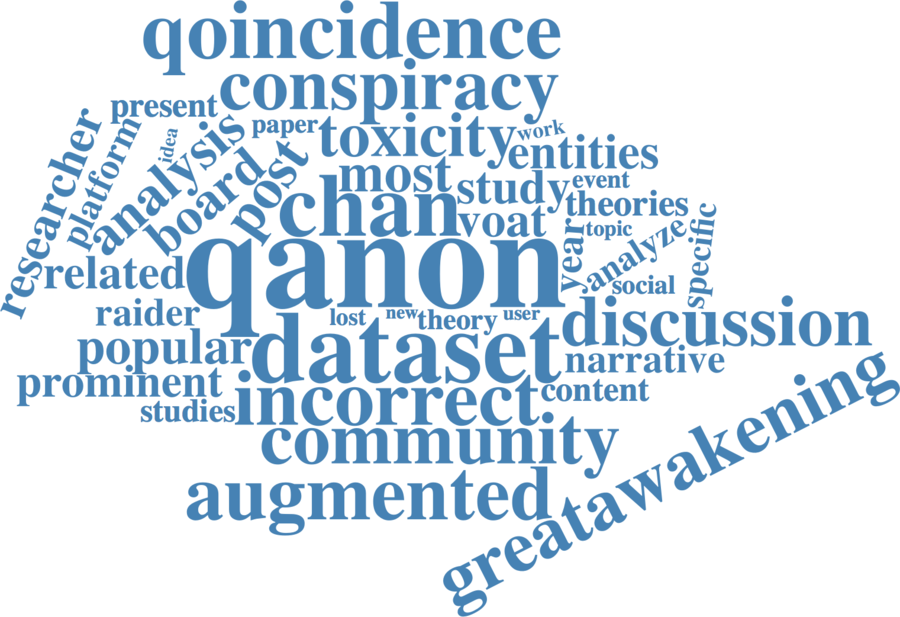 qoincidence
conspiracy
present
paper
toxicity
work
researcher
platform
idea
analysis
board
post
most
entities
study
event
theories
chan
voat
year
topic
analyze
specific
related
qanon
social
raider
lost
new
theory
user
discussion
popular
dataset
narrative
prominent
content
studies
incorrect
community
augmented
greatawakening